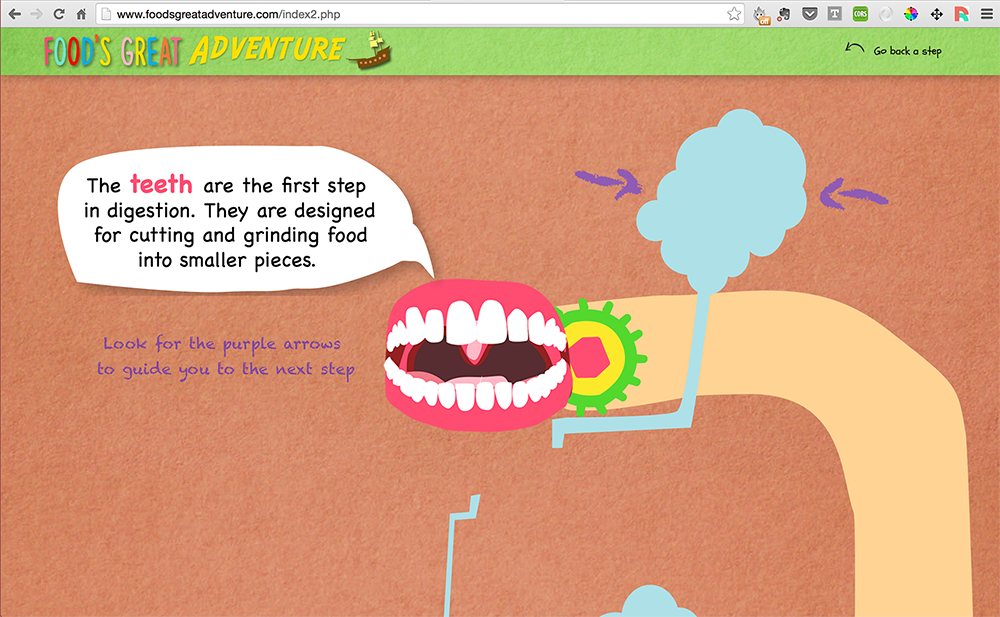 www.foodsgreatadventure.com/index2.php
FOOD'S GREAT ADVENTURE
Go back a step
The teeth are the first step
in digestion. They are designed
for cutting and grinding food
into smaller pieces.
Look for the purple arrows
to guide you to the next step